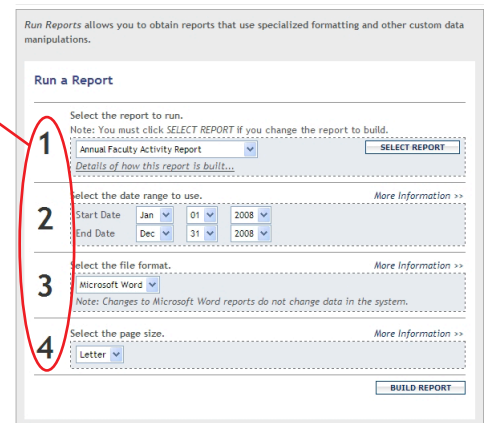 Run Reports allows you to obtain reports that use specialized formatting and other custom data
manipulations.
Run a Report
1
Select the report to run.
Note: You must click SELECT REPORT if you change the report to build.
Annual Faculty Activity Report SELECT REPORT
Details of how this report is built...
2
Select the date range to use. More Information >>
Start Date Jan 01 2008
End Date Dec 31 2008
3
Select the file format. More Information >>
Microsoft Word
Note: Changes to Microsoft Word reports do not change data in the system.
4
Select the page size. More Information >>
Letter
BUILD REPORT